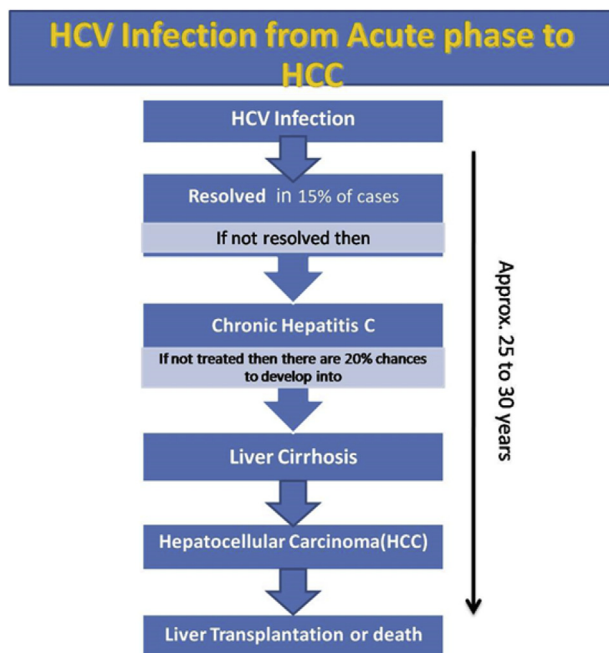 HCV Infection from Acute phase to
HCC
HCV Infection
Resolved in 15% of cases
If not resolved then
Chronic Hepatitis C
If not treated then there are 20% chances
to develop into
Liver Cirrhosis
Hepatocellular Carcinoma(HCC)
Liver Transplantation or death
Approx. 25 to 30 years